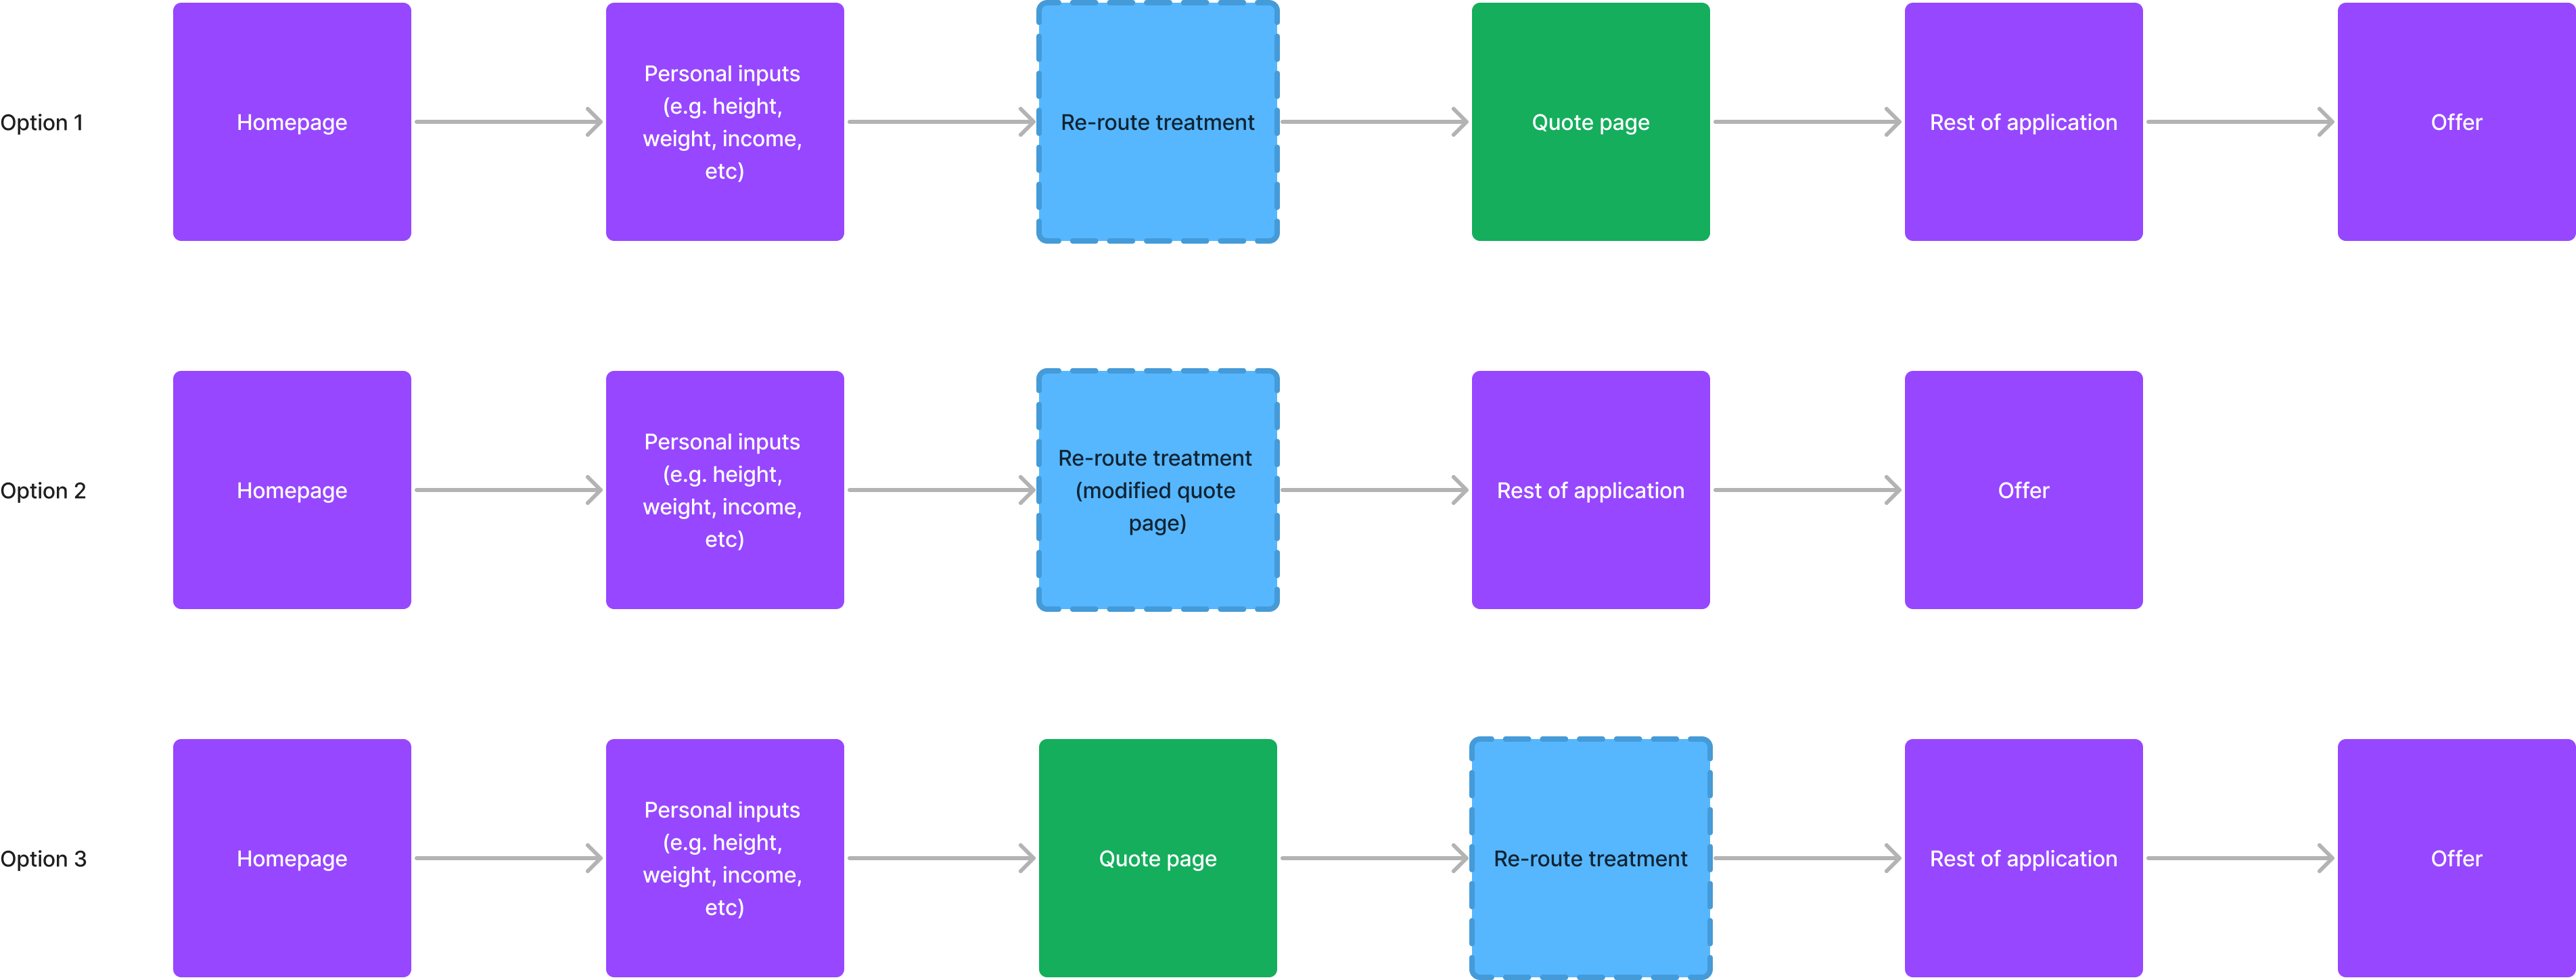 Option 1
Homepage
Personal inputs
(e.g. height,
weight, income,
etc)
Re-route treatment
Quote page
Rest of application
Offer
Option 2
Homepage
Personal inputs
(e.g. height,
weight, income,
etc)
Re-route treatment
(modified quote
page)
Rest of application
Offer
Option 3
Homepage
Personal inputs
(e.g. height,
weight, income,
etc)
Quote page
Re-route treatment
Rest of application
Offer